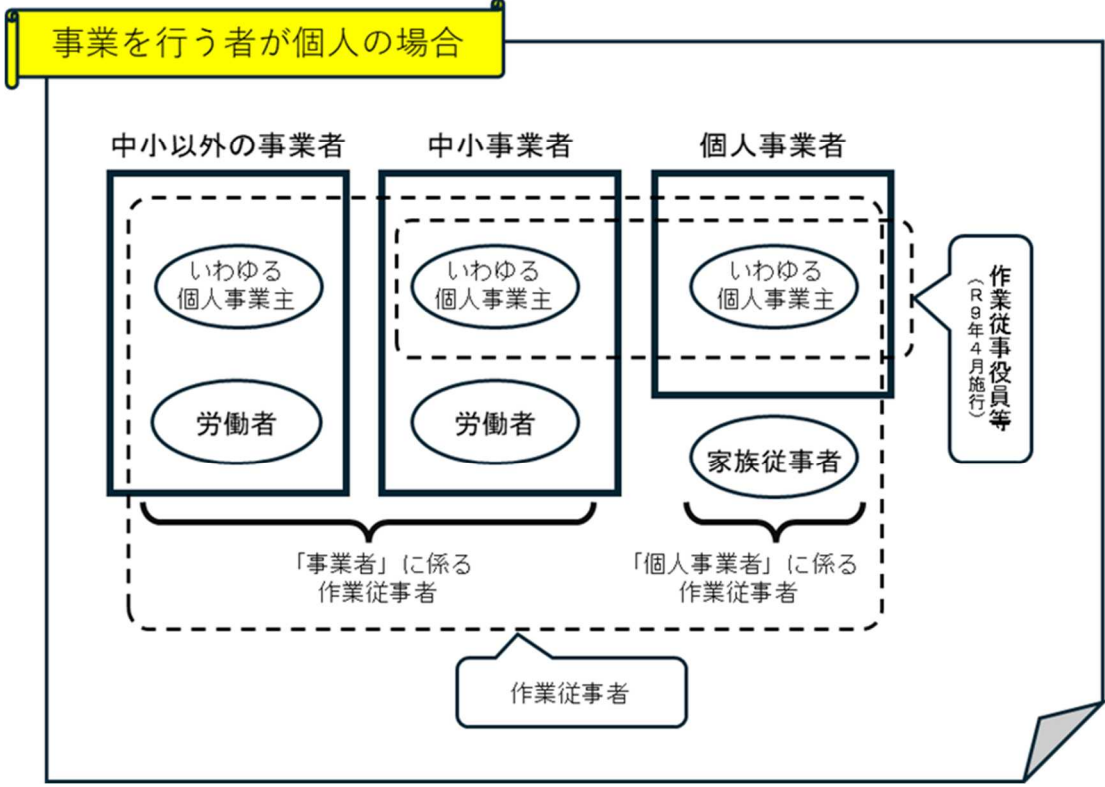 事業を行う者が個人の場合
中小以外の事業者
中小事業者
個人事業者
いわゆる
個人事業主
いわゆる
個人事業主
いわゆる
個人事業主
作業従事役員等
（R9年4月施行）
労働者
労働者
家族従事者
「事業者」に係る
作業従事者
「個人事業者」に係る
作業従事者
作業従事者